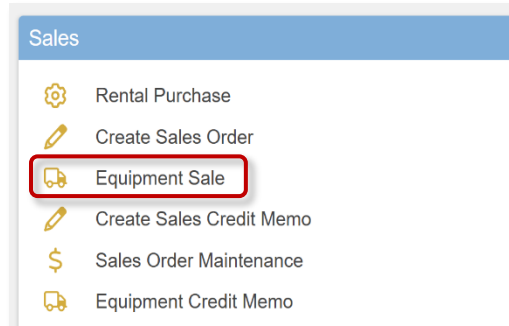 Sales
Rental Purchase
Create Sales Order
Equipment Sale
Create Sales Credit Memo
Sales Order Maintenance
Equipment Credit Memo